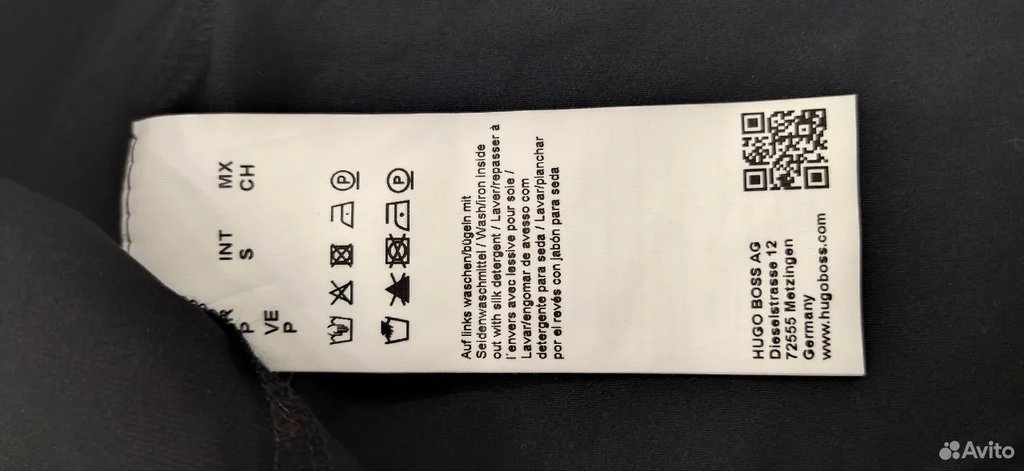 MX
CH
INT
S
R
P
VE
P
Auf links waschen/bügeln mit
Seidenwaschmittel / Wash/iron inside
out with silk detergent / Laver/repasser à
l'envers avec lessive pour soie /
Lavar/engomar de avesso com
detergente para seda / Lavar/planchar
por el revés con jabón para seda
HUGO BOSS AG
Dieselstrasse 12
72555 Metzingen
Germany
www.hugoboss.com
Avito